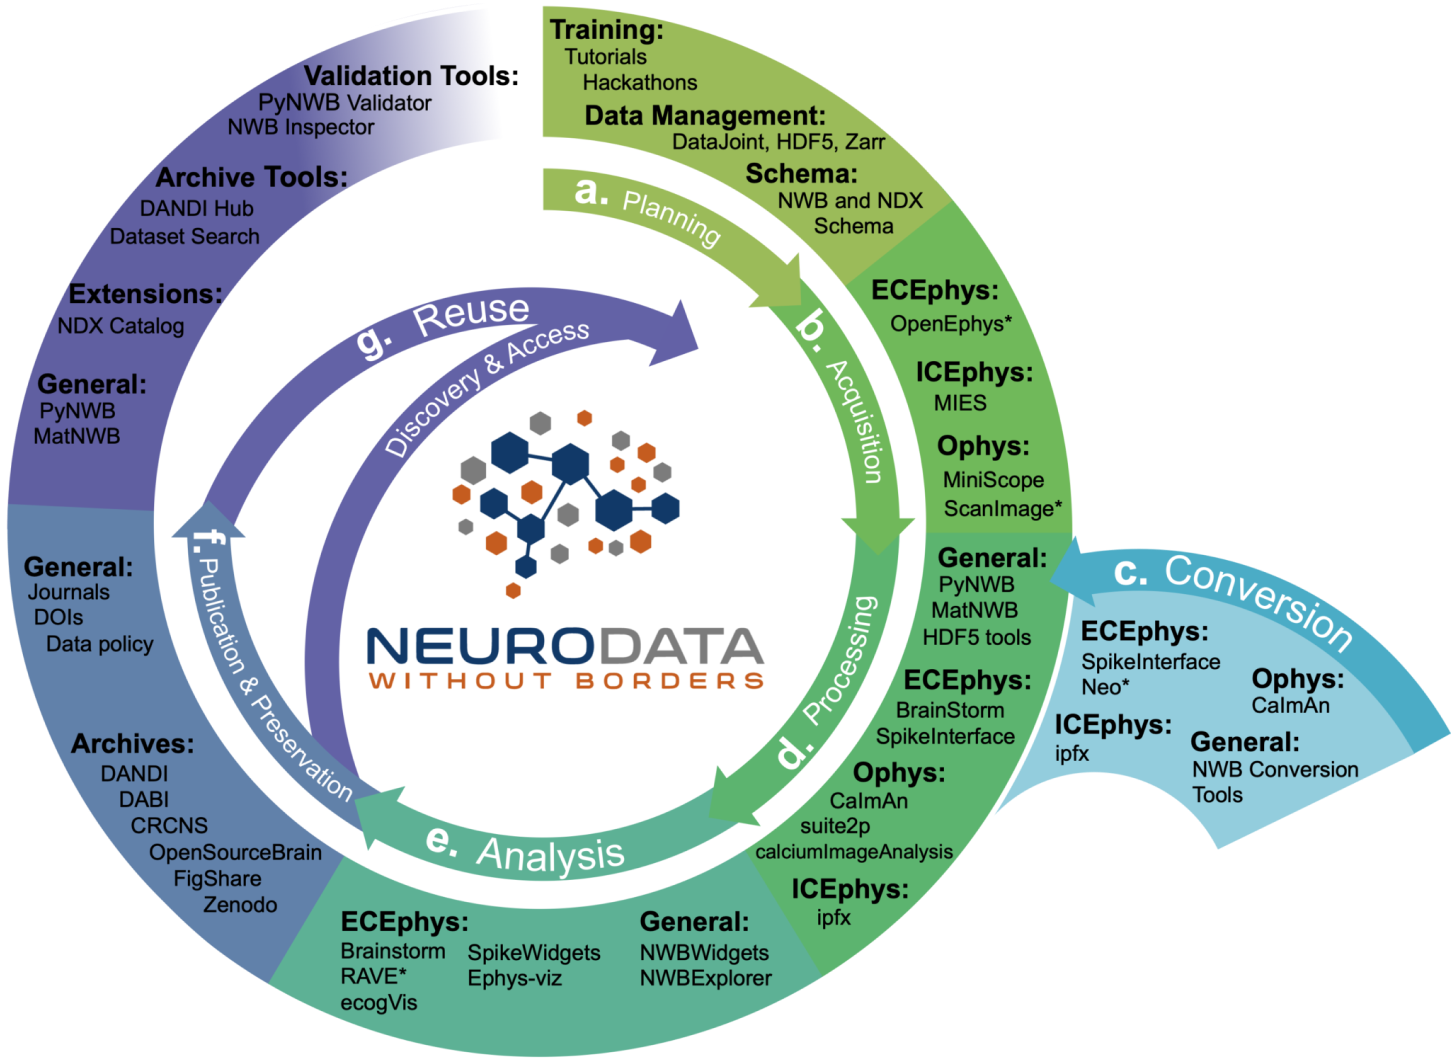 Training:
Tutorials
Hackathons
Data Management:
DataJoint, HDF5, Zarr
Schema:
NWB and NDX
Schema
a. Planning
ECEphys:
OpenEphys*
ICEphys:
MIES
Ophys:
MiniScope
ScanImage*
b. Acquisition
c. Conversion
ECEphys:
SpikeInterface
Neo*
Ophys:
CalmAn
ICEphys:
ipfx
General:
NWB Conversion
Tools
General:
PyNWB
MatNWB
HDF5 tools
ECEphys:
BrainStorm
SpikeInterface
Ophys:
CalmAn
suite2p
calciumImageAnalysis
ICEphys:
ipfx
d. Processing
e. Analysis
ECEphys:
Brainstorm
RAVE*
ecogVis
SpikeWidgets
Ephys-viz
General:
NWBWidgets
NWBExplorer
f. Publication & Preservation
General:
Journals
DOIs
Data policy
Archives:
DANDI
DABI
CRCNS
OpenSourceBrain
FigShare
Zenodo
g. Reuse
Discovery & Access
Validation Tools:
PyNWB Validator
NWB Inspector
Archive Tools:
DANDI Hub
Dataset Search
Extensions:
NDX Catalog
General:
PyNWB
MatNWB
NEURODATA
WITHOUT BORDERS